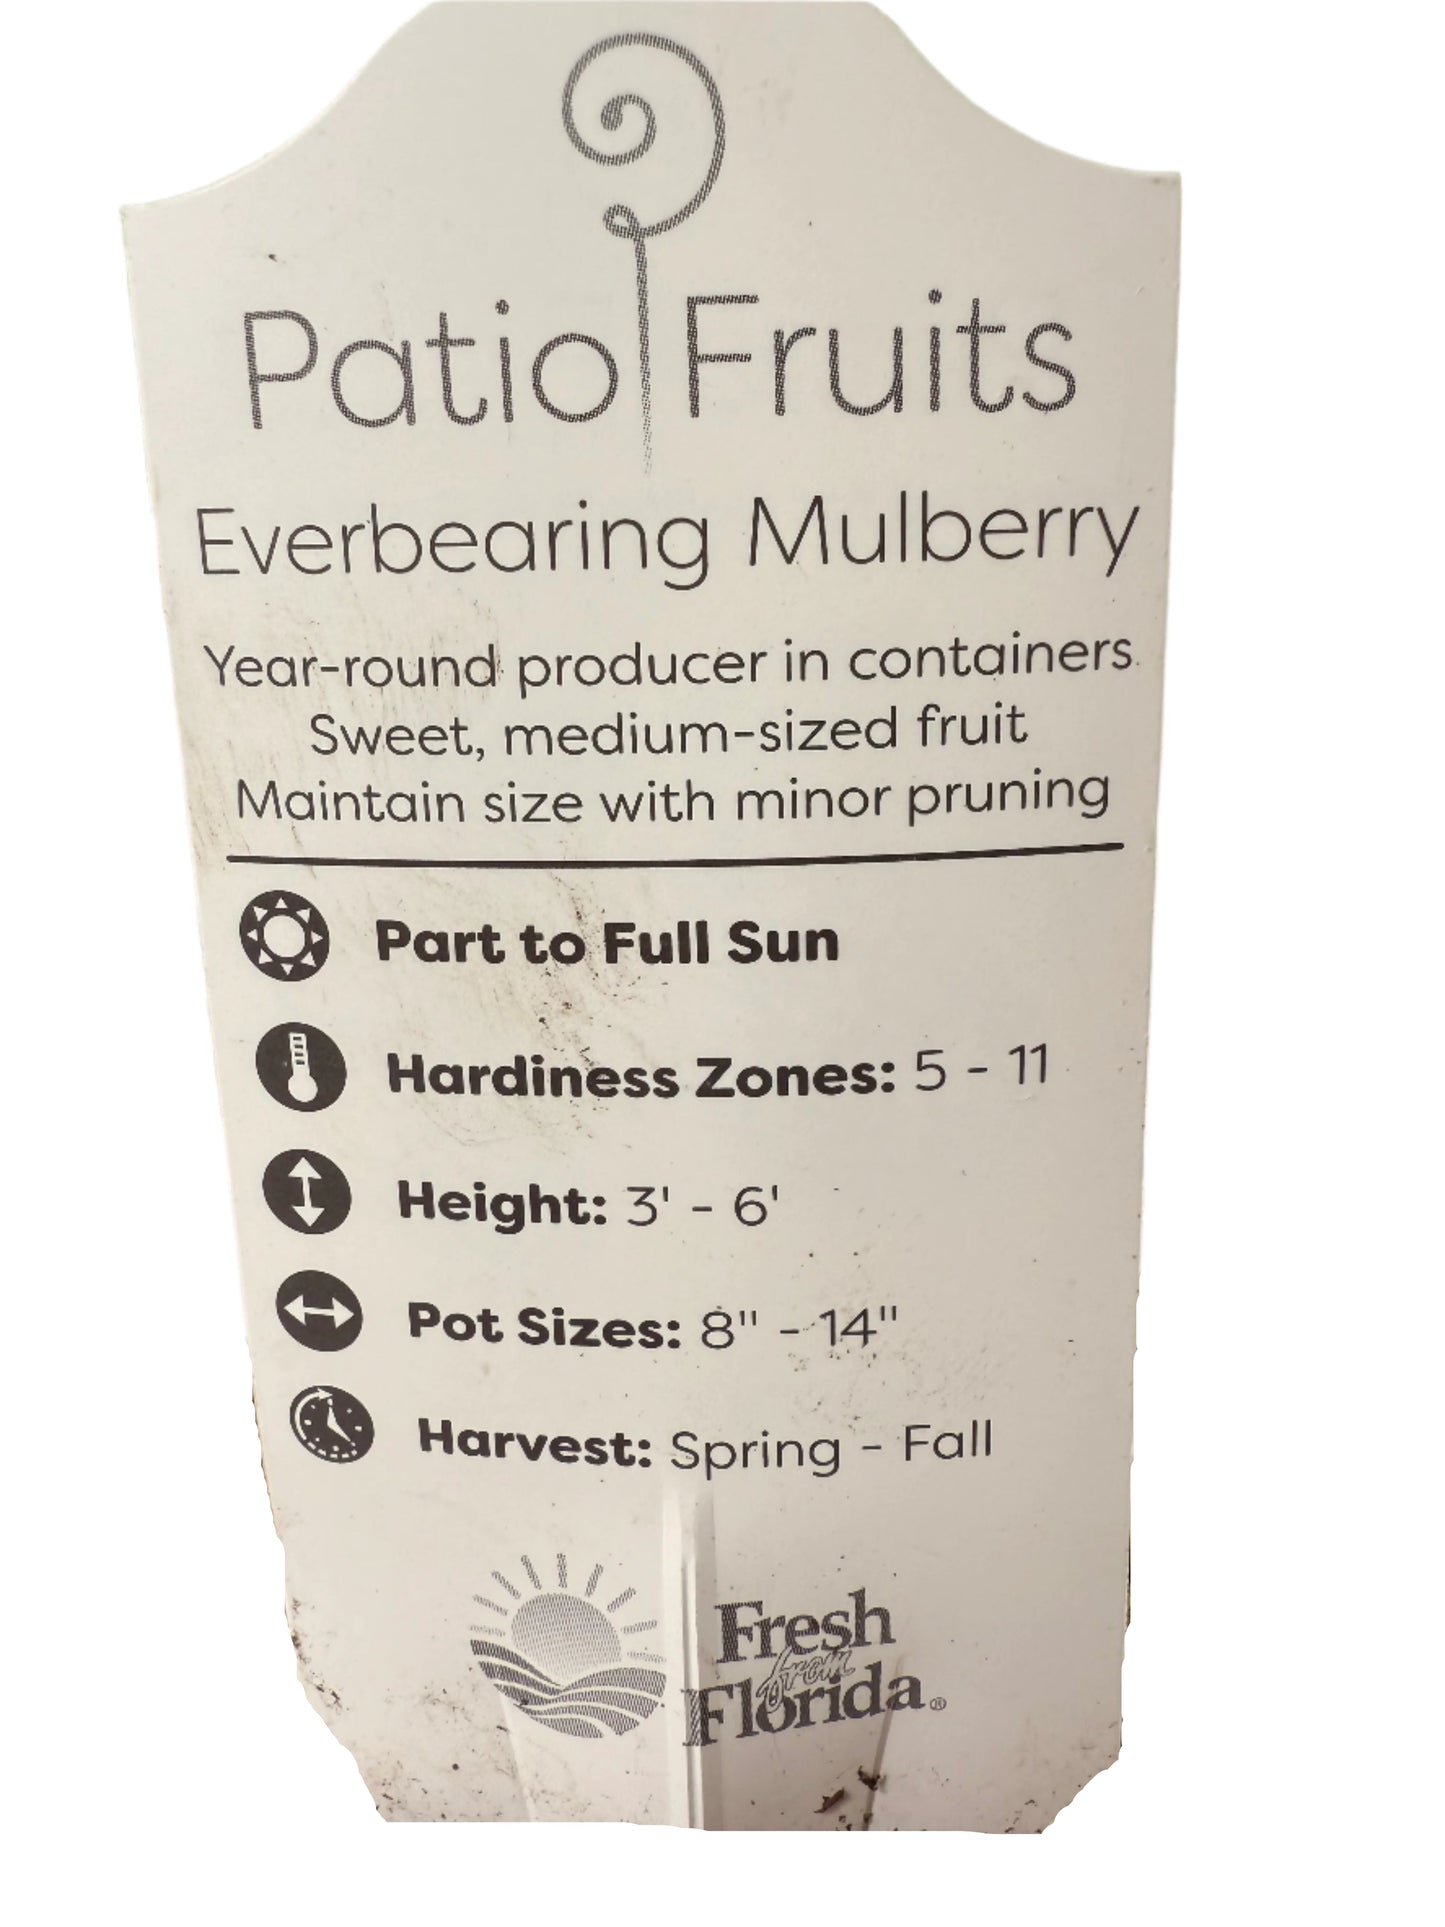 Patio Fruits
Everbearing Mulberry
Year-round producer in containers
Sweet, medium-sized fruit
Maintain size with minor pruning
Part to Full Sun
Hardiness Zones: 5 - 11
Height: 3' - 6'
Pot Sizes: 8" - 14"
Harvest: Spring - Fall
Fresh
from
Florida®